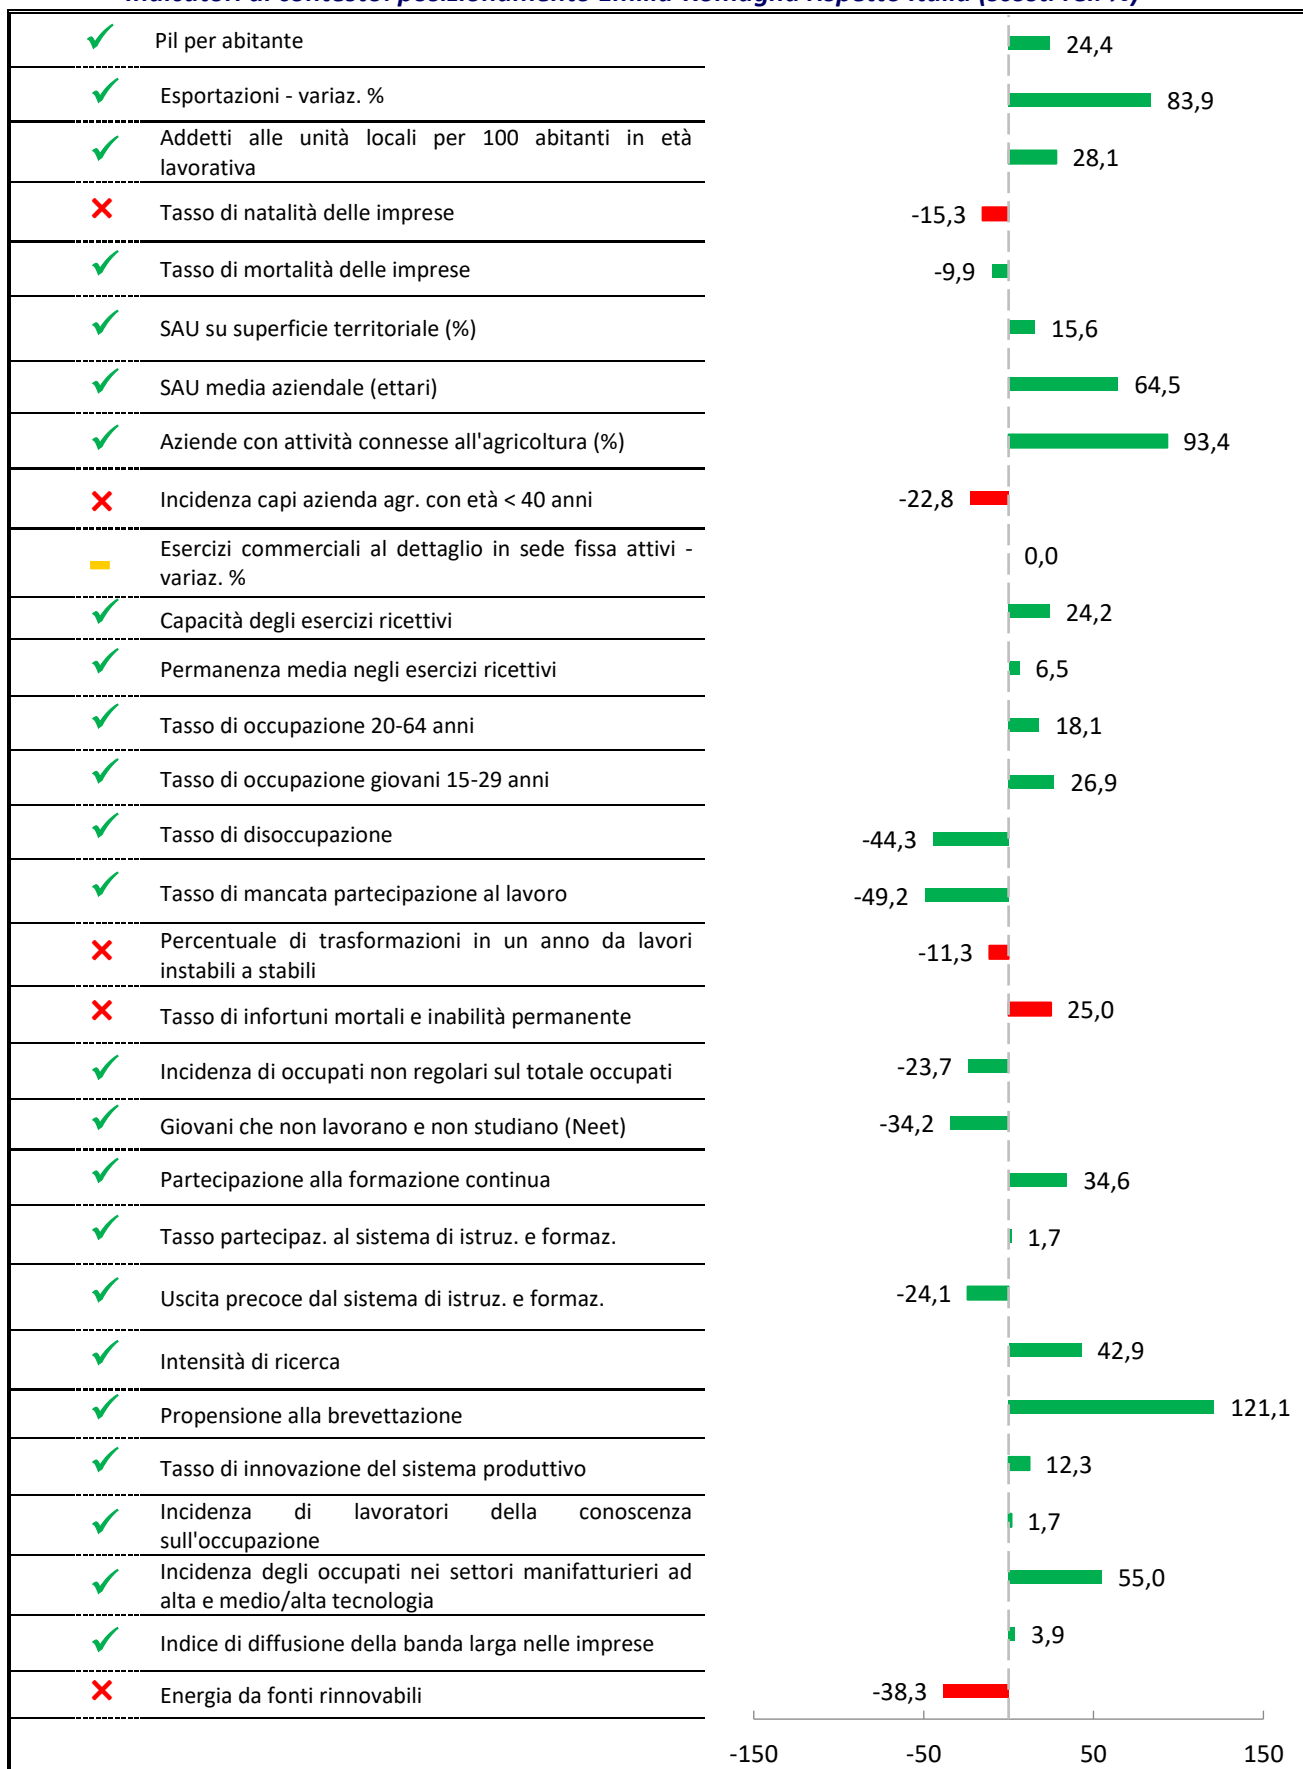 Indicatori di contesto: posizionamento Emilia-Romagna Rispetto Italia (scost. rel. %)
Pil per abitante 24,4
Esportazioni - variaz. % 83,9
Addetti alle unità locali per 100 abitanti in età
lavorativa 28,1
Tasso di natalità delle imprese -15,3
Tasso di mortalità delle imprese -9,9
SAU su superficie territoriale (%) 15,6
SAU media aziendale (ettari) 64,5
Aziende con attività connesse all'agricoltura (%) 93,4
Incidenza capi azienda agr. con età < 40 anni -22,8
Esercizi commerciali al dettaglio in sede fissa attivi -
variaz. % 0,0
Capacità degli esercizi ricettivi 24,2
Permanenza media negli esercizi ricettivi 6,5
Tasso di occupazione 20-64 anni 18,1
Tasso di occupazione giovani 15-29 anni 26,9
Tasso di disoccupazione -44,3
Tasso di mancata partecipazione al lavoro -49,2
Percentuale di trasformazioni in un anno da lavori
instabili a stabili -11,3
Tasso di infortuni mortali e inabilità permanente 25,0
Incidenza di occupati non regolari sul totale occupati -23,7
Giovani che non lavorano e non studiano (Neet) -34,2
Partecipazione alla formazione continua 34,6
Tasso partecipaz. al sistema di istruz. e formaz. 1,7
Uscita precoce dal sistema di istruz. e formaz. -24,1
Intensità di ricerca 42,9
Propensione alla brevettazione 121,1
Tasso di innovazione del sistema produttivo 12,3
Incidenza di lavoratori della conoscenza
sull'occupazione 1,7
Incidenza degli occupati nei settori manifatturieri ad
alta e medio/alta tecnologia 55,0
Indice di diffusione della banda larga nelle imprese 3,9
Energia da fonti rinnovabili -38,3
-150 -50 50 150